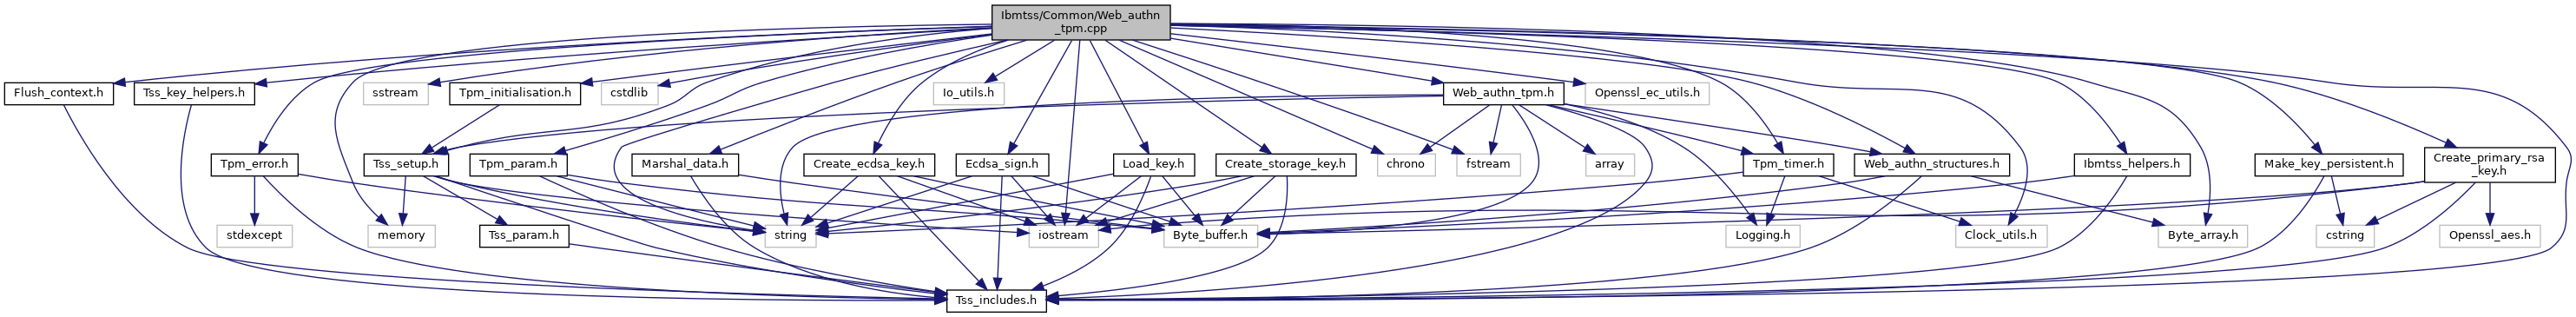 Ibmtss/Common/Web_authn
_tpm.cpp
Flush_context.h
Tss_key_helpers.h
sstream
Tpm_initialisation.h
cstdlib
Io_utils.h
Web_authn_tpm.h
Openssl_ec_utils.h
Tpm_error.h
Tss_setup.h
Tpm_param.h
Marshal_data.h
Create_ecdsa_key.h
Ecdsa_sign.h
Load_key.h
Create_storage_key.h
chrono
fstream
array
Tpm_timer.h
Web_authn_structures.h
Ibmtss_helpers.h
Make_key_persistent.h
Create_primary_rsa
_key.h
stdexcept
memory
Tss_param.h
string
iostream
Byte_buffer.h
Logging.h
Clock_utils.h
Byte_array.h
cstring
Openssl_aes.h
Tss_includes.h